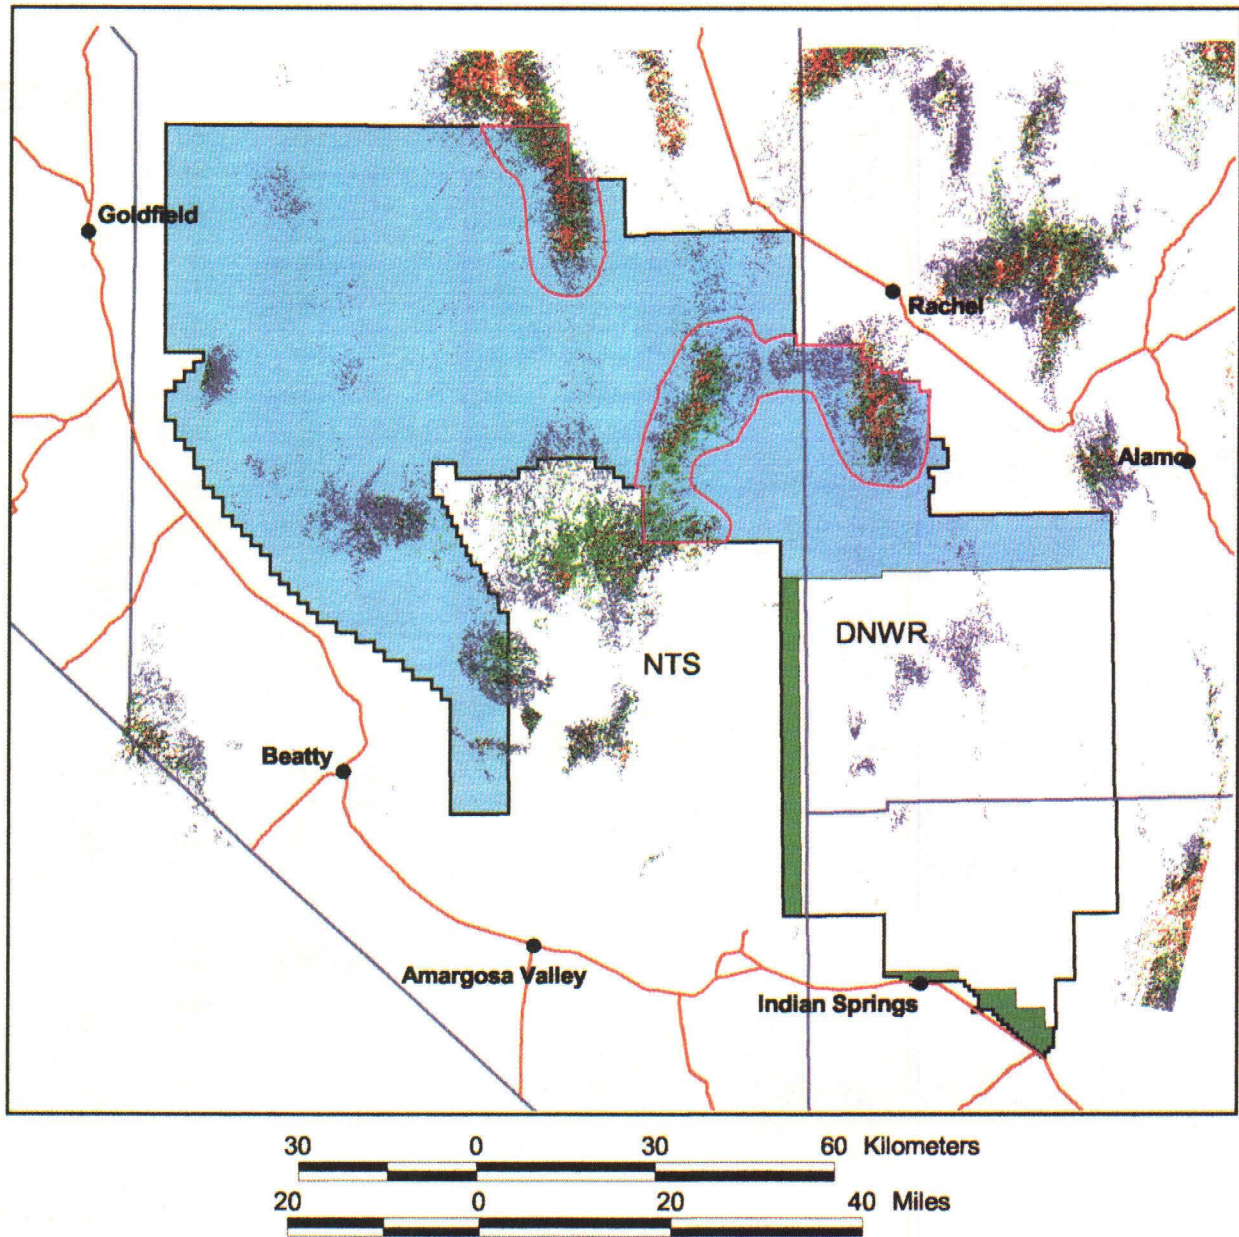 Goldfield
Rachel
Alamo
DNWR
NTS
Beatty
Amargosa Valley
Indian Springs
30 0 30 60 Kilometers
20 0 20 40 Miles